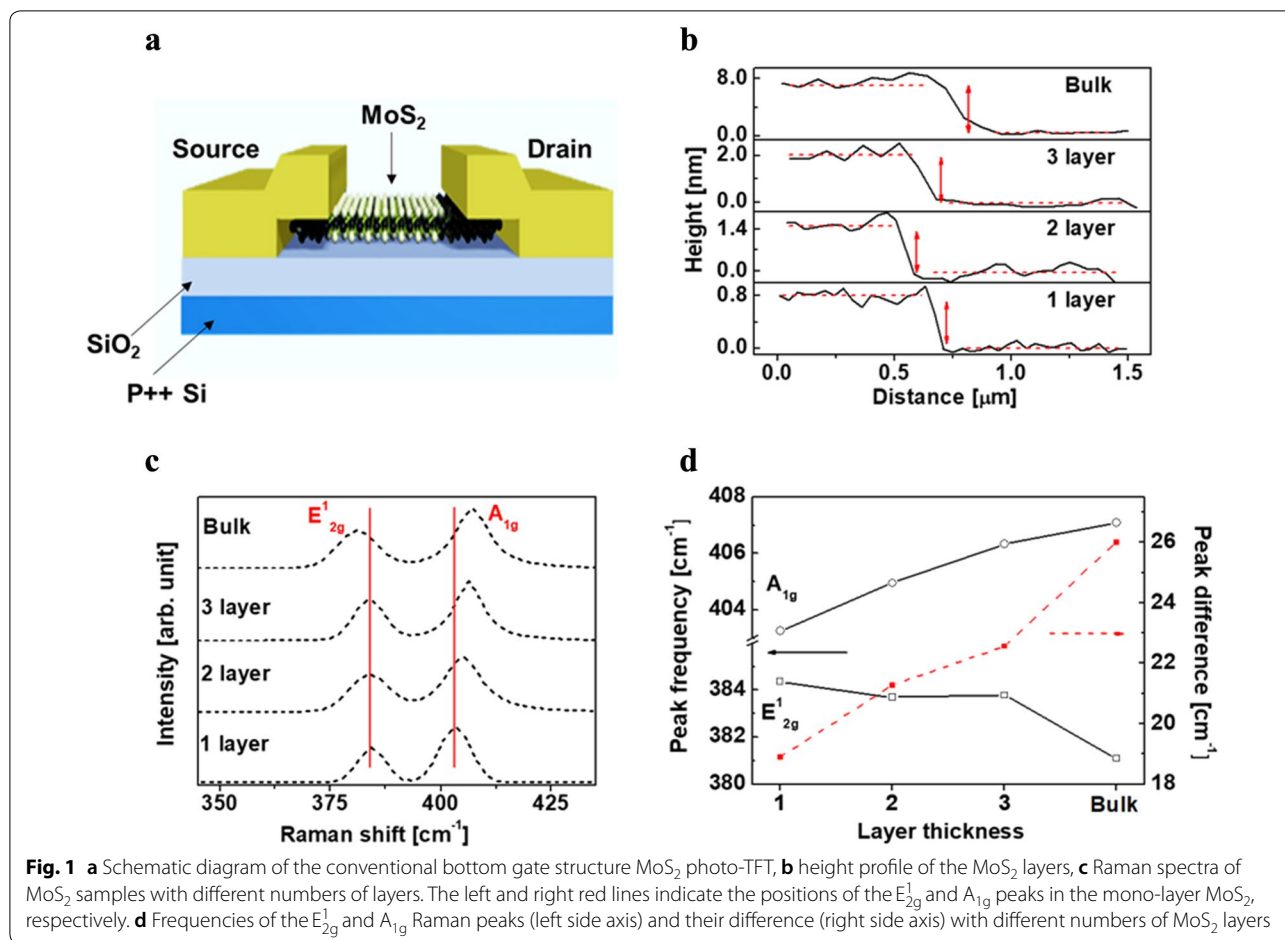 a
MoS₂
Source
Drain
SiO₂
P++ Si
b
Height [nm]
8.0
0.0
Bulk
2.0
0.0
3 layer
1.4
0.0
2 layer
0.8
0.0
1 layer
0.0 0.5 1.0 1.5
Distance [μm]
c
Intensity [arb. unit]
E¹₂g
A₁g
Bulk
3 layer
2 layer
1 layer
350 375 400 425
Raman shift [cm⁻¹]
d
Peak frequency [cm⁻¹]
408
406
404
384
381
380
A₁g
E¹₂g
Peak difference [cm⁻¹]
26
24
23
21
20
18
1 2 3 Bulk
Layer thickness
Fig. 1 a Schematic diagram of the conventional bottom gate structure MoS₂ photo-TFT, b height profile of the MoS₂ layers, c Raman spectra of
MoS₂ samples with different numbers of layers. The left and right red lines indicate the positions of the E¹₂g and A₁g peaks in the mono-layer MoS₂,
respectively. d Frequencies of the E¹₂g and A₁g Raman peaks (left side axis) and their difference (right side axis) with different numbers of MoS₂ layers